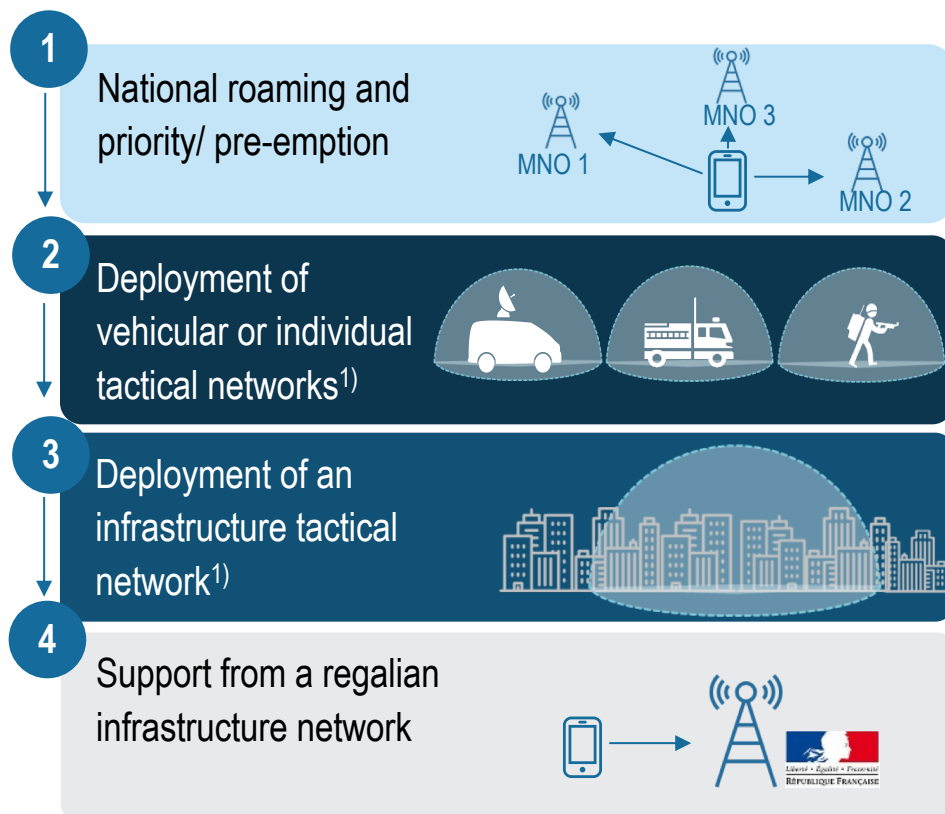 1
National roaming and
priority/ pre-emption
MNO 3
MNO 1
MNO 2
2
Deployment of
vehicular or individual
tactical networks1)
3
Deployment of an
infrastructure tactical
network1)
4
Support from a regalian
infrastructure network
Liberté • Égalité • Fraternité
RÉPUBLIQUE FRANÇAISE